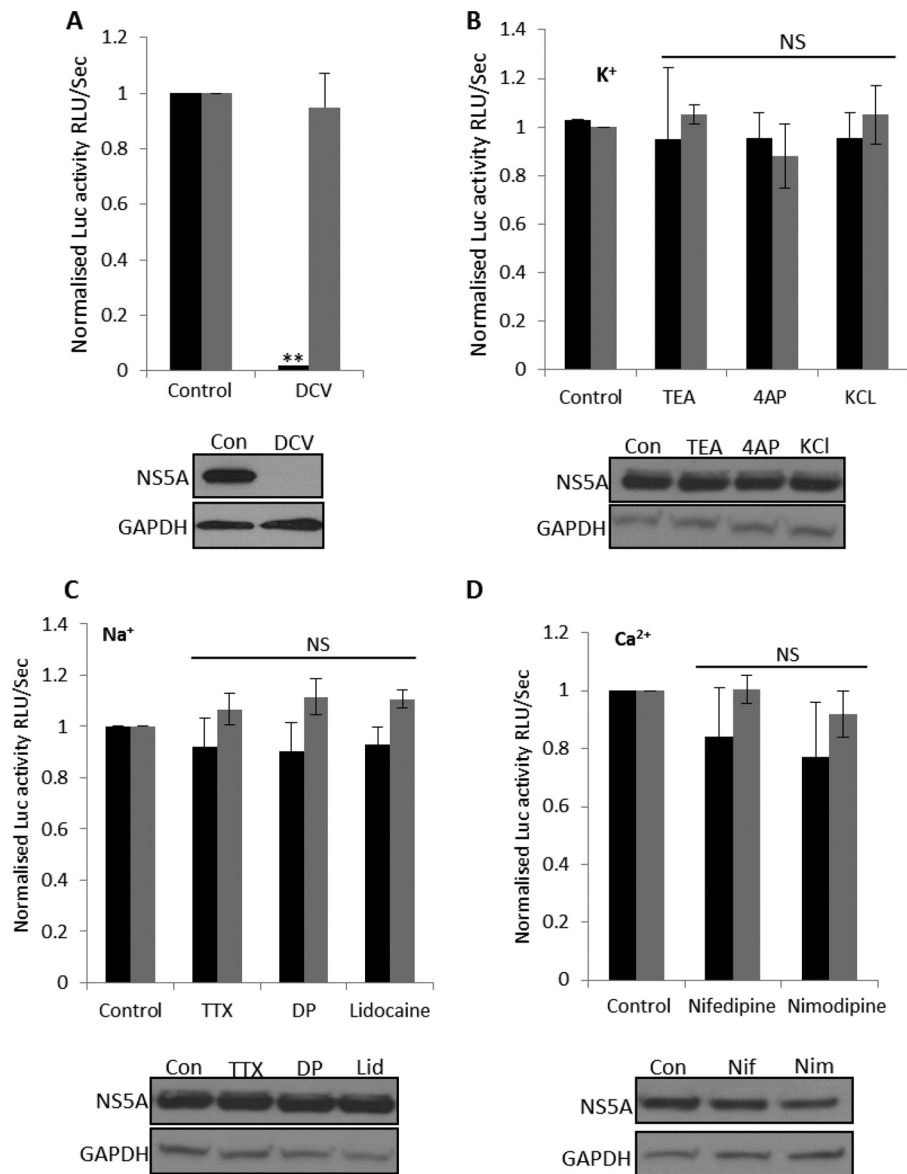 A
Normalised Luc activity RLU/Sec
1.2
1
0.8
0.6
0.4
0.2
0
**
Control DCV
Con DCV
NS5A
GAPDH
B
Normalised Luc activity RLU/Sec
1.4
1.2
1
0.8
0.6
0.4
0.2
0
K⁺
NS
Control TEA 4AP KCL
Con TEA 4AP KCl
NS5A
GAPDH
C
Normalised Luc activity RLU/Sec
1.4
1.2
1
0.8
0.6
0.4
0.2
0
Na⁺
NS
Control TTX DP Lidocaine
Con TTX DP Lid
NS5A
GAPDH
D
Normalised Luc activity RLU/Sec
1.2
1
0.8
0.6
0.4
0.2
0
Ca²⁺
NS
Control Nifedipine Nimodipine
Con Nif Nim
NS5A
GAPDH